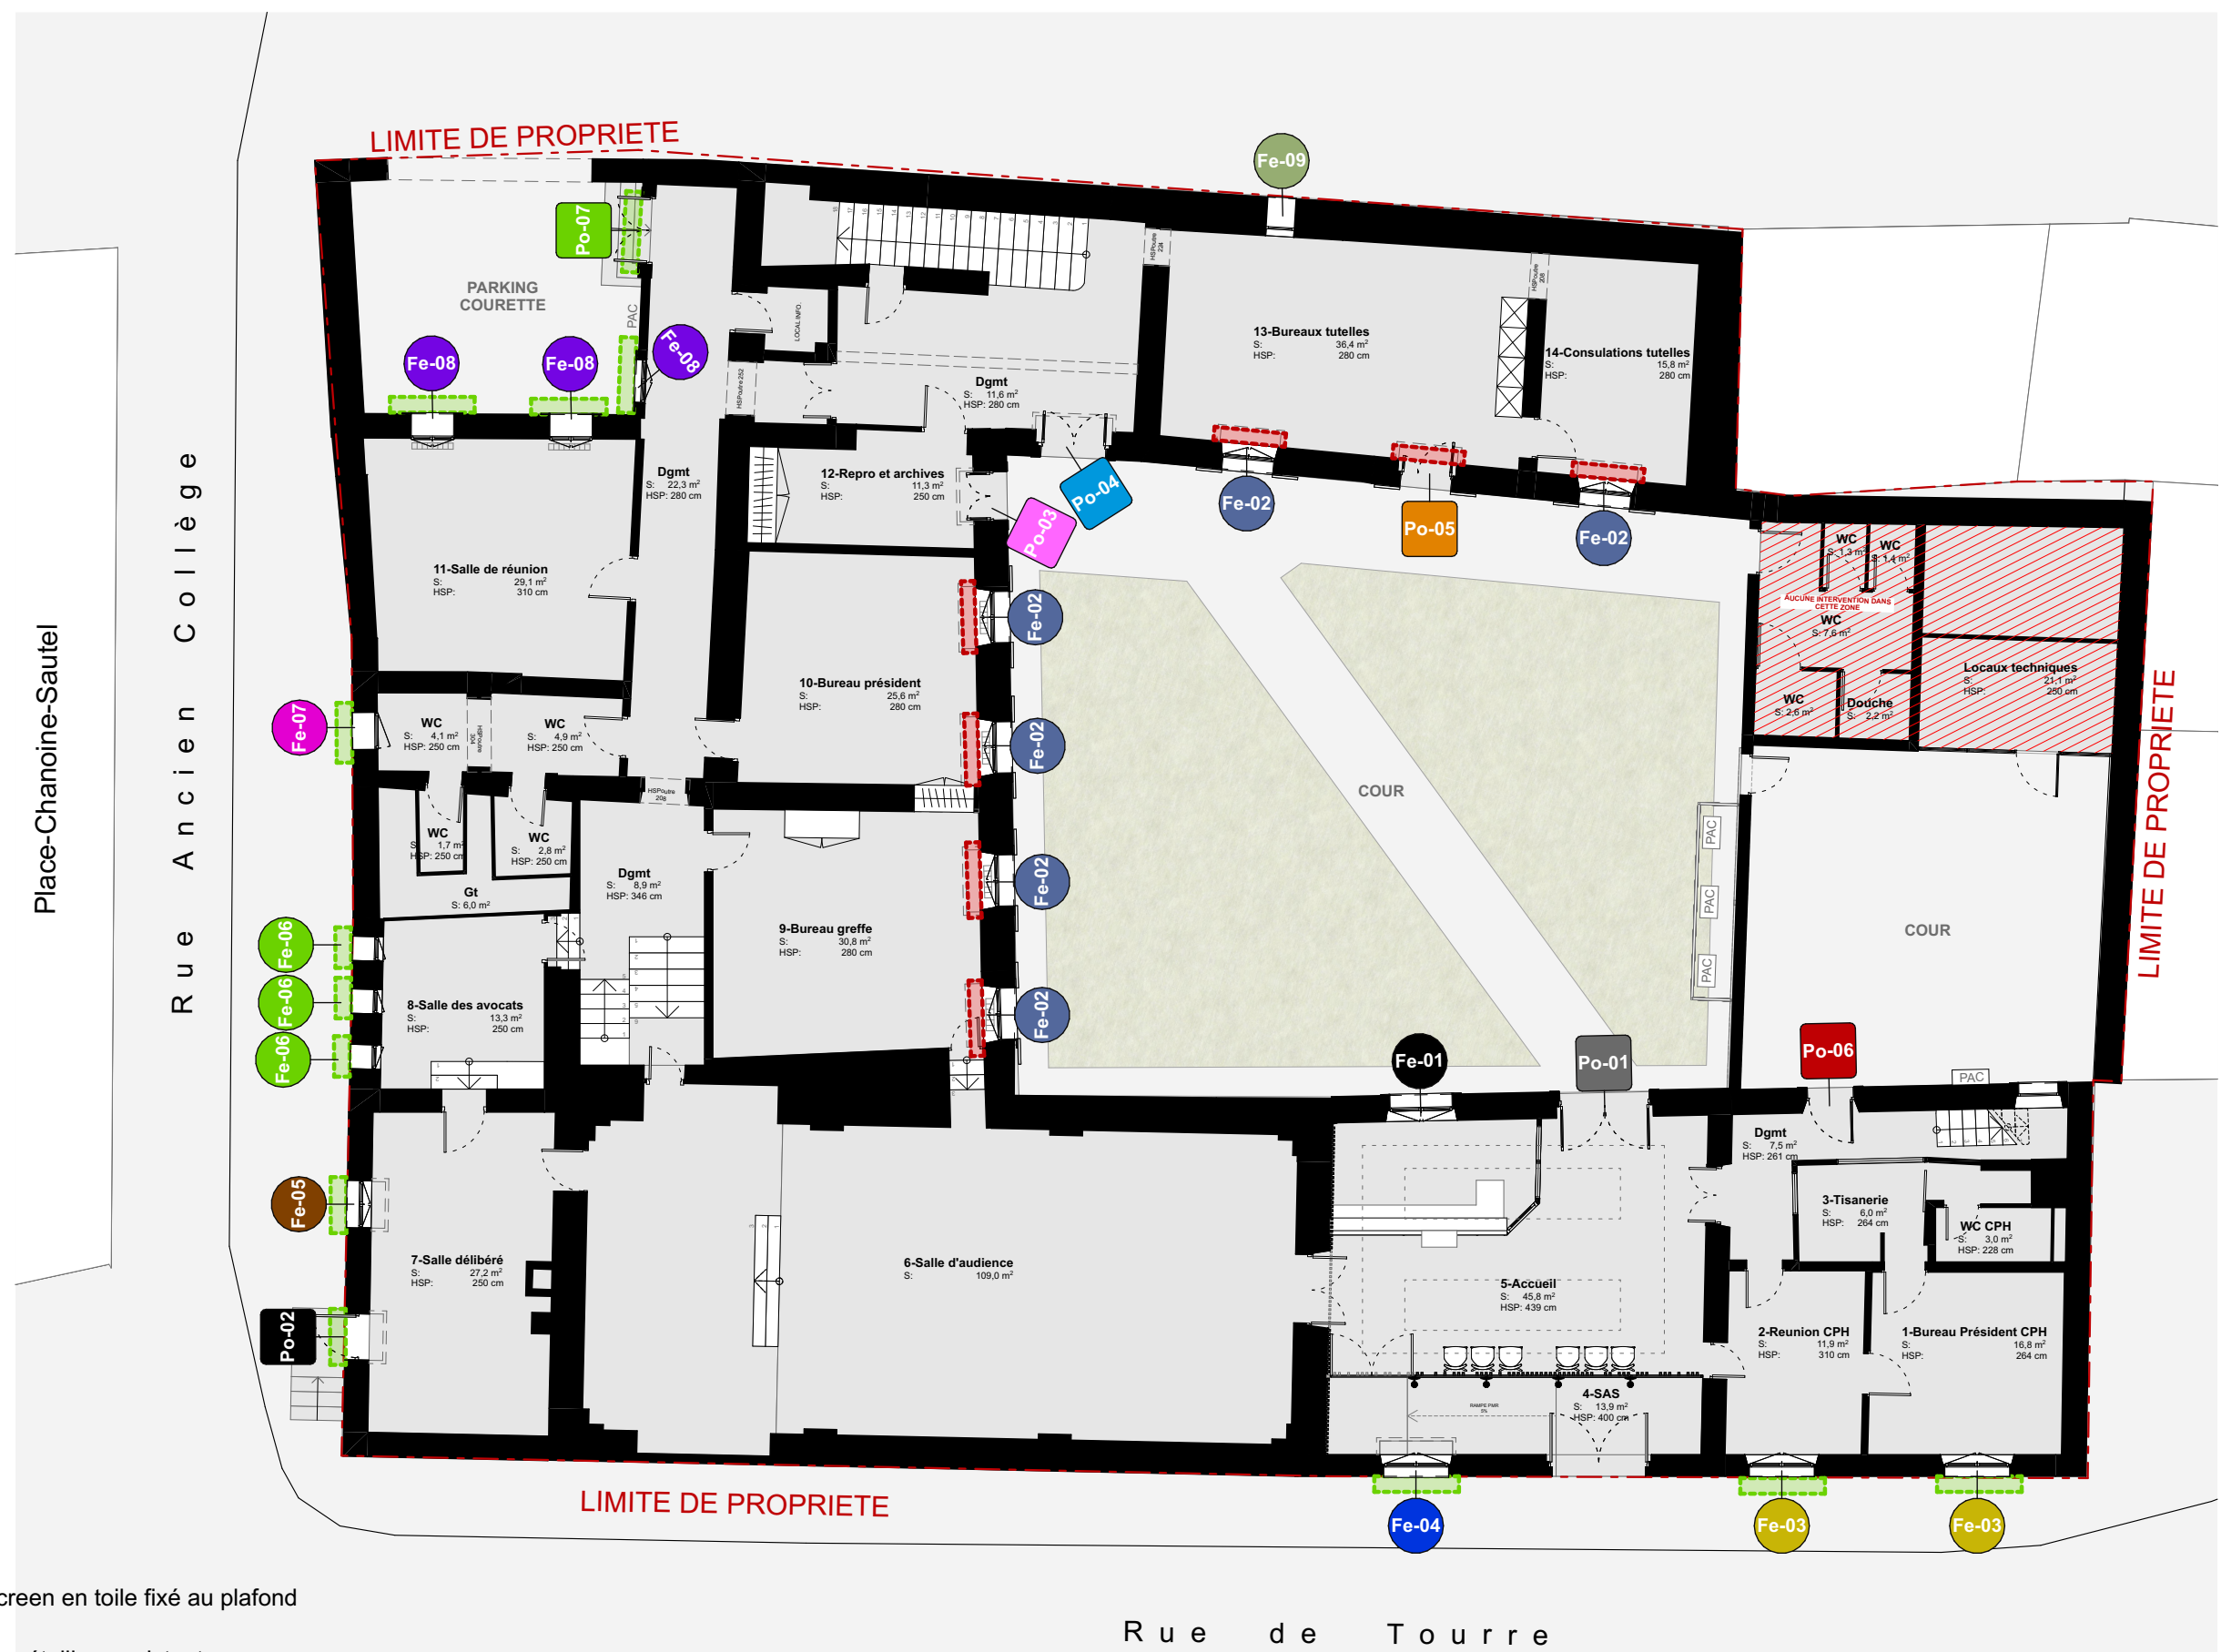 LIMITE DE PROPRIETE
Fe-09
Po-07
PARKING
COURETTE
PAC
Fe-08
Fe-08
Fe-08
LOCAL INFO.
HSPoutre 252
HSPoutre
224
HSPoutre
208
13-Bureaux tutelles
S: 36,4 m²
HSP: 280 cm
14-Consulations tutelles
S: 15,8 m²
HSP: 280 cm
Dgmt
S: 11,6 m²
HSP: 280 cm
Dgmt
S: 22,3 m²
HSP: 280 cm
12-Repro et archives
S: 11,3 m²
HSP: 250 cm
Po-04
Po-03
Fe-02
Po-05
Fe-02
11-Salle de réunion
S: 29,1 m²
HSP: 310 cm
WC
S: 1,3 m²
WC
S: 1,4 m²
AUCUNE INTERVENTION DANS
CETTE ZONE
WC
S: 7,6 m²
Locaux techniques
S: 21,1 m²
HSP: 250 cm
WC
S: 2,6 m²
Douche
S: 2,2 m²
Fe-02
Fe-02
Fe-02
Fe-02
10-Bureau président
S: 25,6 m²
HSP: 280 cm
Fe-07
WC
S: 4,1 m²
HSP: 250 cm
HSPoutre
304
WC
S: 4,9 m²
HSP: 250 cm
HSPoutre
208
WC
S: 1,7 m²
HSP: 250 cm
WC
S: 2,8 m²
HSP: 250 cm
Gt
S: 6,0 m²
Dgmt
S: 8,9 m²
HSP: 346 cm
9-Bureau greffe
S: 30,8 m²
HSP: 280 cm
COUR
PAC
PAC
PAC
COUR
LIMITE DE PROPRIETE
Place-Chanoine-Sautel
Rue Ancien Collège
Fe-06
Fe-06
Fe-06
8-Salle des avocats
S: 13,3 m²
HSP: 250 cm
Fe-01
Po-01
Po-06
PAC
Dgmt
S: 7,5 m²
HSP: 261 cm
3-Tisanerie
S: 6,0 m²
HSP: 264 cm
WC CPH
S: 3,0 m²
HSP: 228 cm
Fe-05
7-Salle délibéré
S: 27,2 m²
HSP: 250 cm
Po-02
6-Salle d'audience
S: 109,0 m²
5-Accueil
S: 45,8 m²
HSP: 439 cm
2-Reunion CPH
S: 11,9 m²
HSP: 310 cm
1-Bureau Président CPH
S: 16,8 m²
HSP: 264 cm
4-SAS
S: 13,9 m²
HSP: 400 cm
RAMPE PMR
5%
LIMITE DE PROPRIETE
Fe-04
Fe-03
Fe-03
creen en toile fixé au plafond
Rue de Tourre